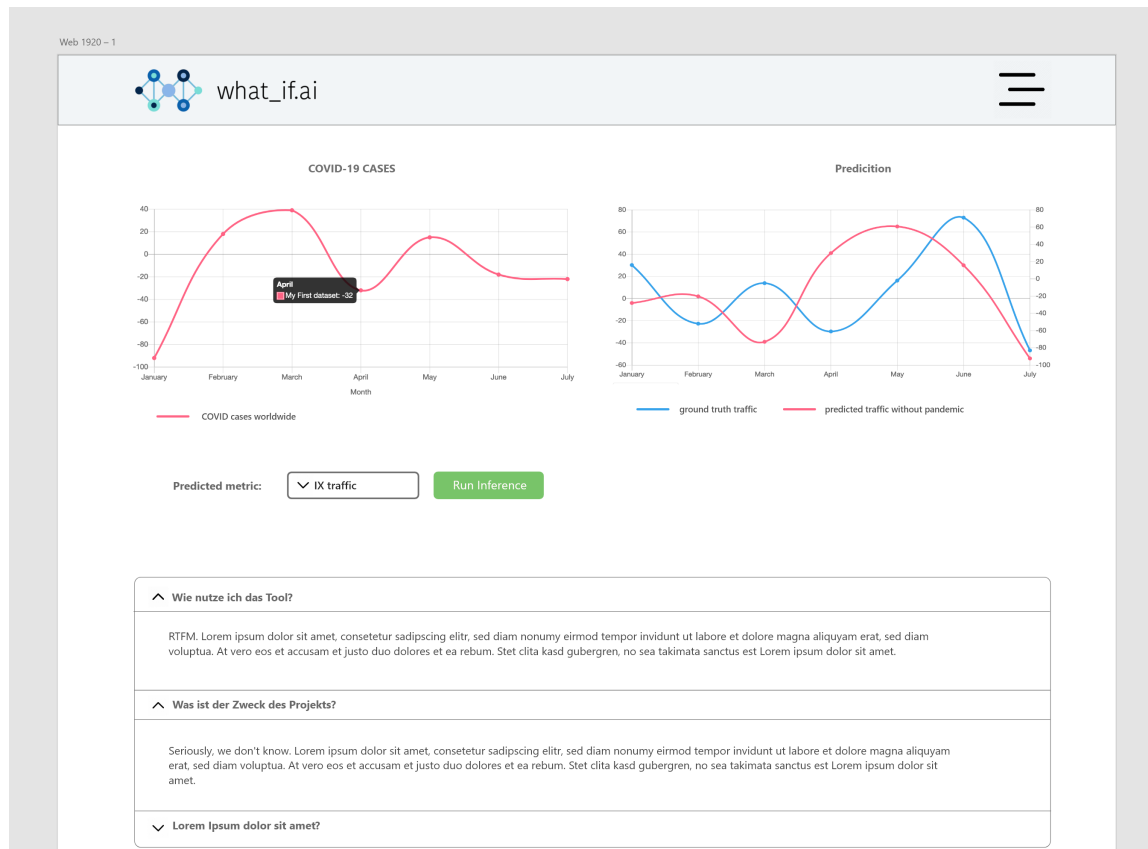 Web 1920 – 1
what_if.ai
COVID-19 CASES
40
20
0
-20
-40
-60
-80
-100
April
My First dataset: -32
January
February
March
April
May
June
July
Month
COVID cases worldwide
Predicition
80
60
40
20
0
-20
-40
-60
80
60
40
20
0
-20
-40
-60
-80
-100
January
February
March
April
May
June
July
ground truth traffic
predicted traffic without pandemic
Predicted metric:
IX traffic
Run Inference
Wie nutze ich das Tool?
RTFM. Lorem ipsum dolor sit amet, consetetur sadipscing elitr, sed diam nonumy eirmod tempor invidunt ut labore et dolore magna aliquyam erat, sed diam
voluptua. At vero eos et accusam et justo duo dolores et ea rebum. Stet clita kasd gubergren, no sea takimata sanctus est Lorem ipsum dolor sit amet.
Was ist der Zweck des Projekts?
Seriously, we don't know. Lorem ipsum dolor sit amet, consetetur sadipscing elitr, sed diam nonumy eirmod tempor invidunt ut labore et dolore magna aliquyam
erat, sed diam voluptua. At vero eos et accusam et justo duo dolores et ea rebum. Stet clita kasd gubergren, no sea takimata sanctus est Lorem ipsum dolor sit
amet.
Lorem Ipsum dolor sit amet?